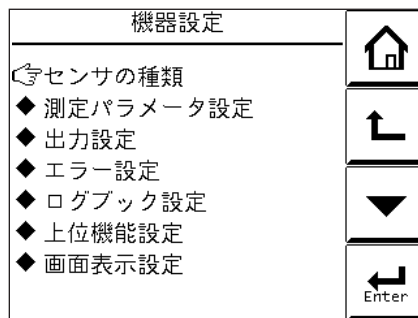 機器設定
センサの種類
測定パラメータ設定
出力設定
エラー設定
ログブック設定
上位機能設定
画面表示設定
Enter